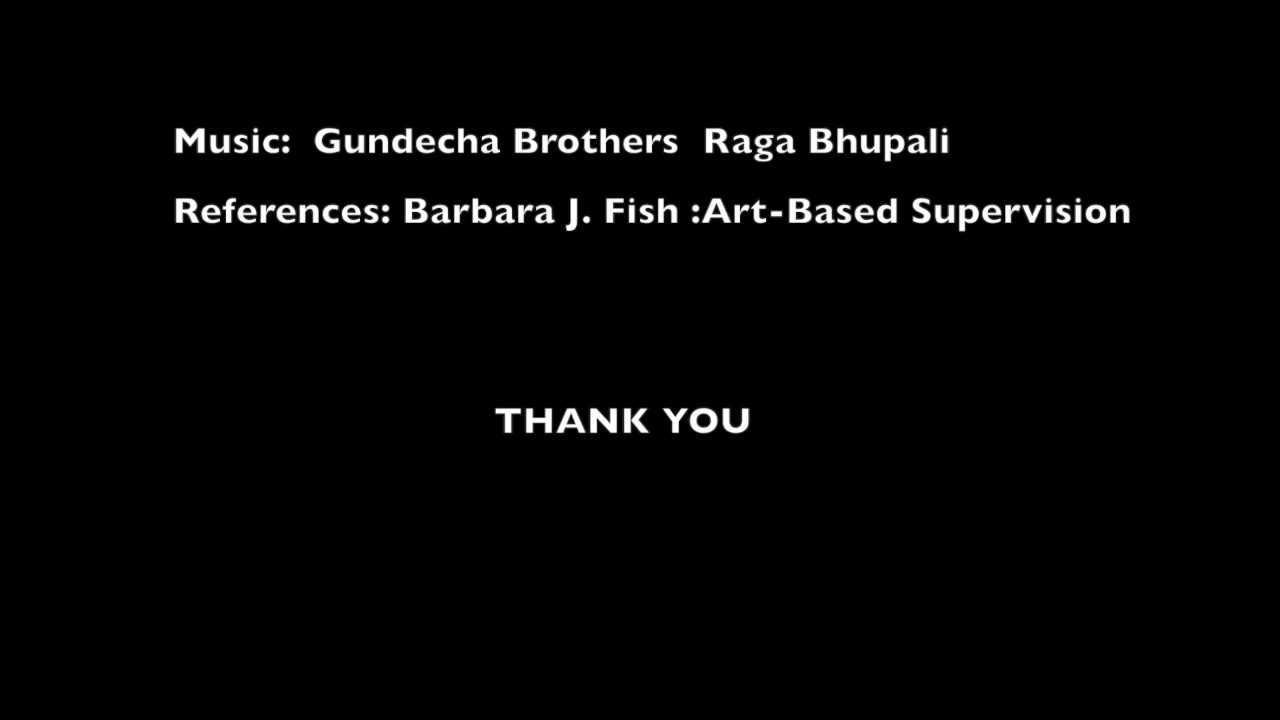 Music:  Gundecha Brothers  Raga Bhupali
References: Barbara J. Fish :Art-Based Supervision
THANK YOU